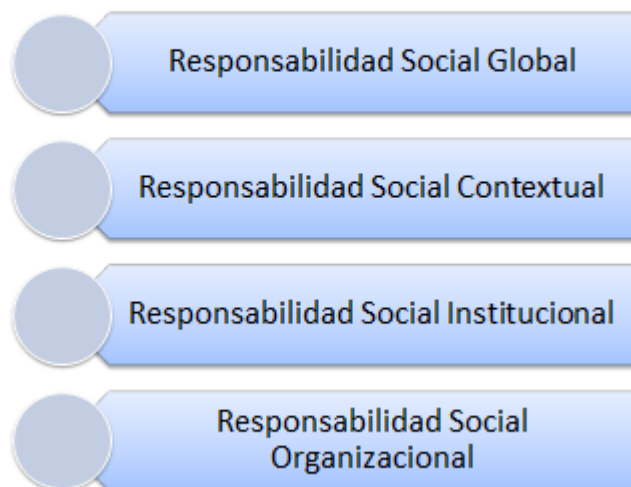 Responsabilidad Social Global
Responsabilidad Social Contextual
Responsabilidad Social Institucional
Responsabilidad Social
Organizacional